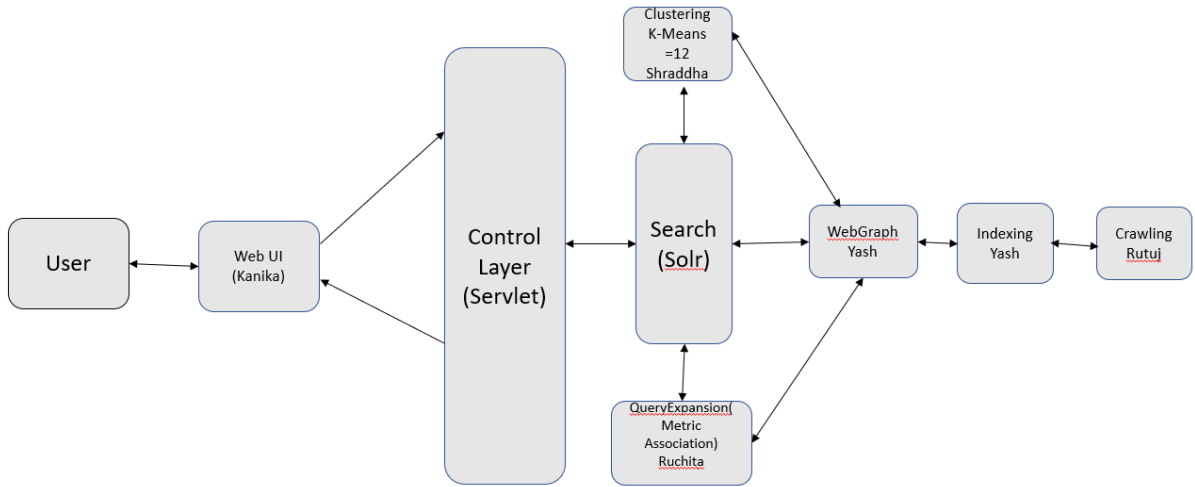 User
Web UI
(Kanika)
Control
Layer
(Servlet)
Clustering
K-Means
=12
Shraddha
Search
(Solr)
QueryExpansion(
Metric
Association)
Ruchita
WebGraph
Yash
Indexing
Yash
Crawling
Rutuj